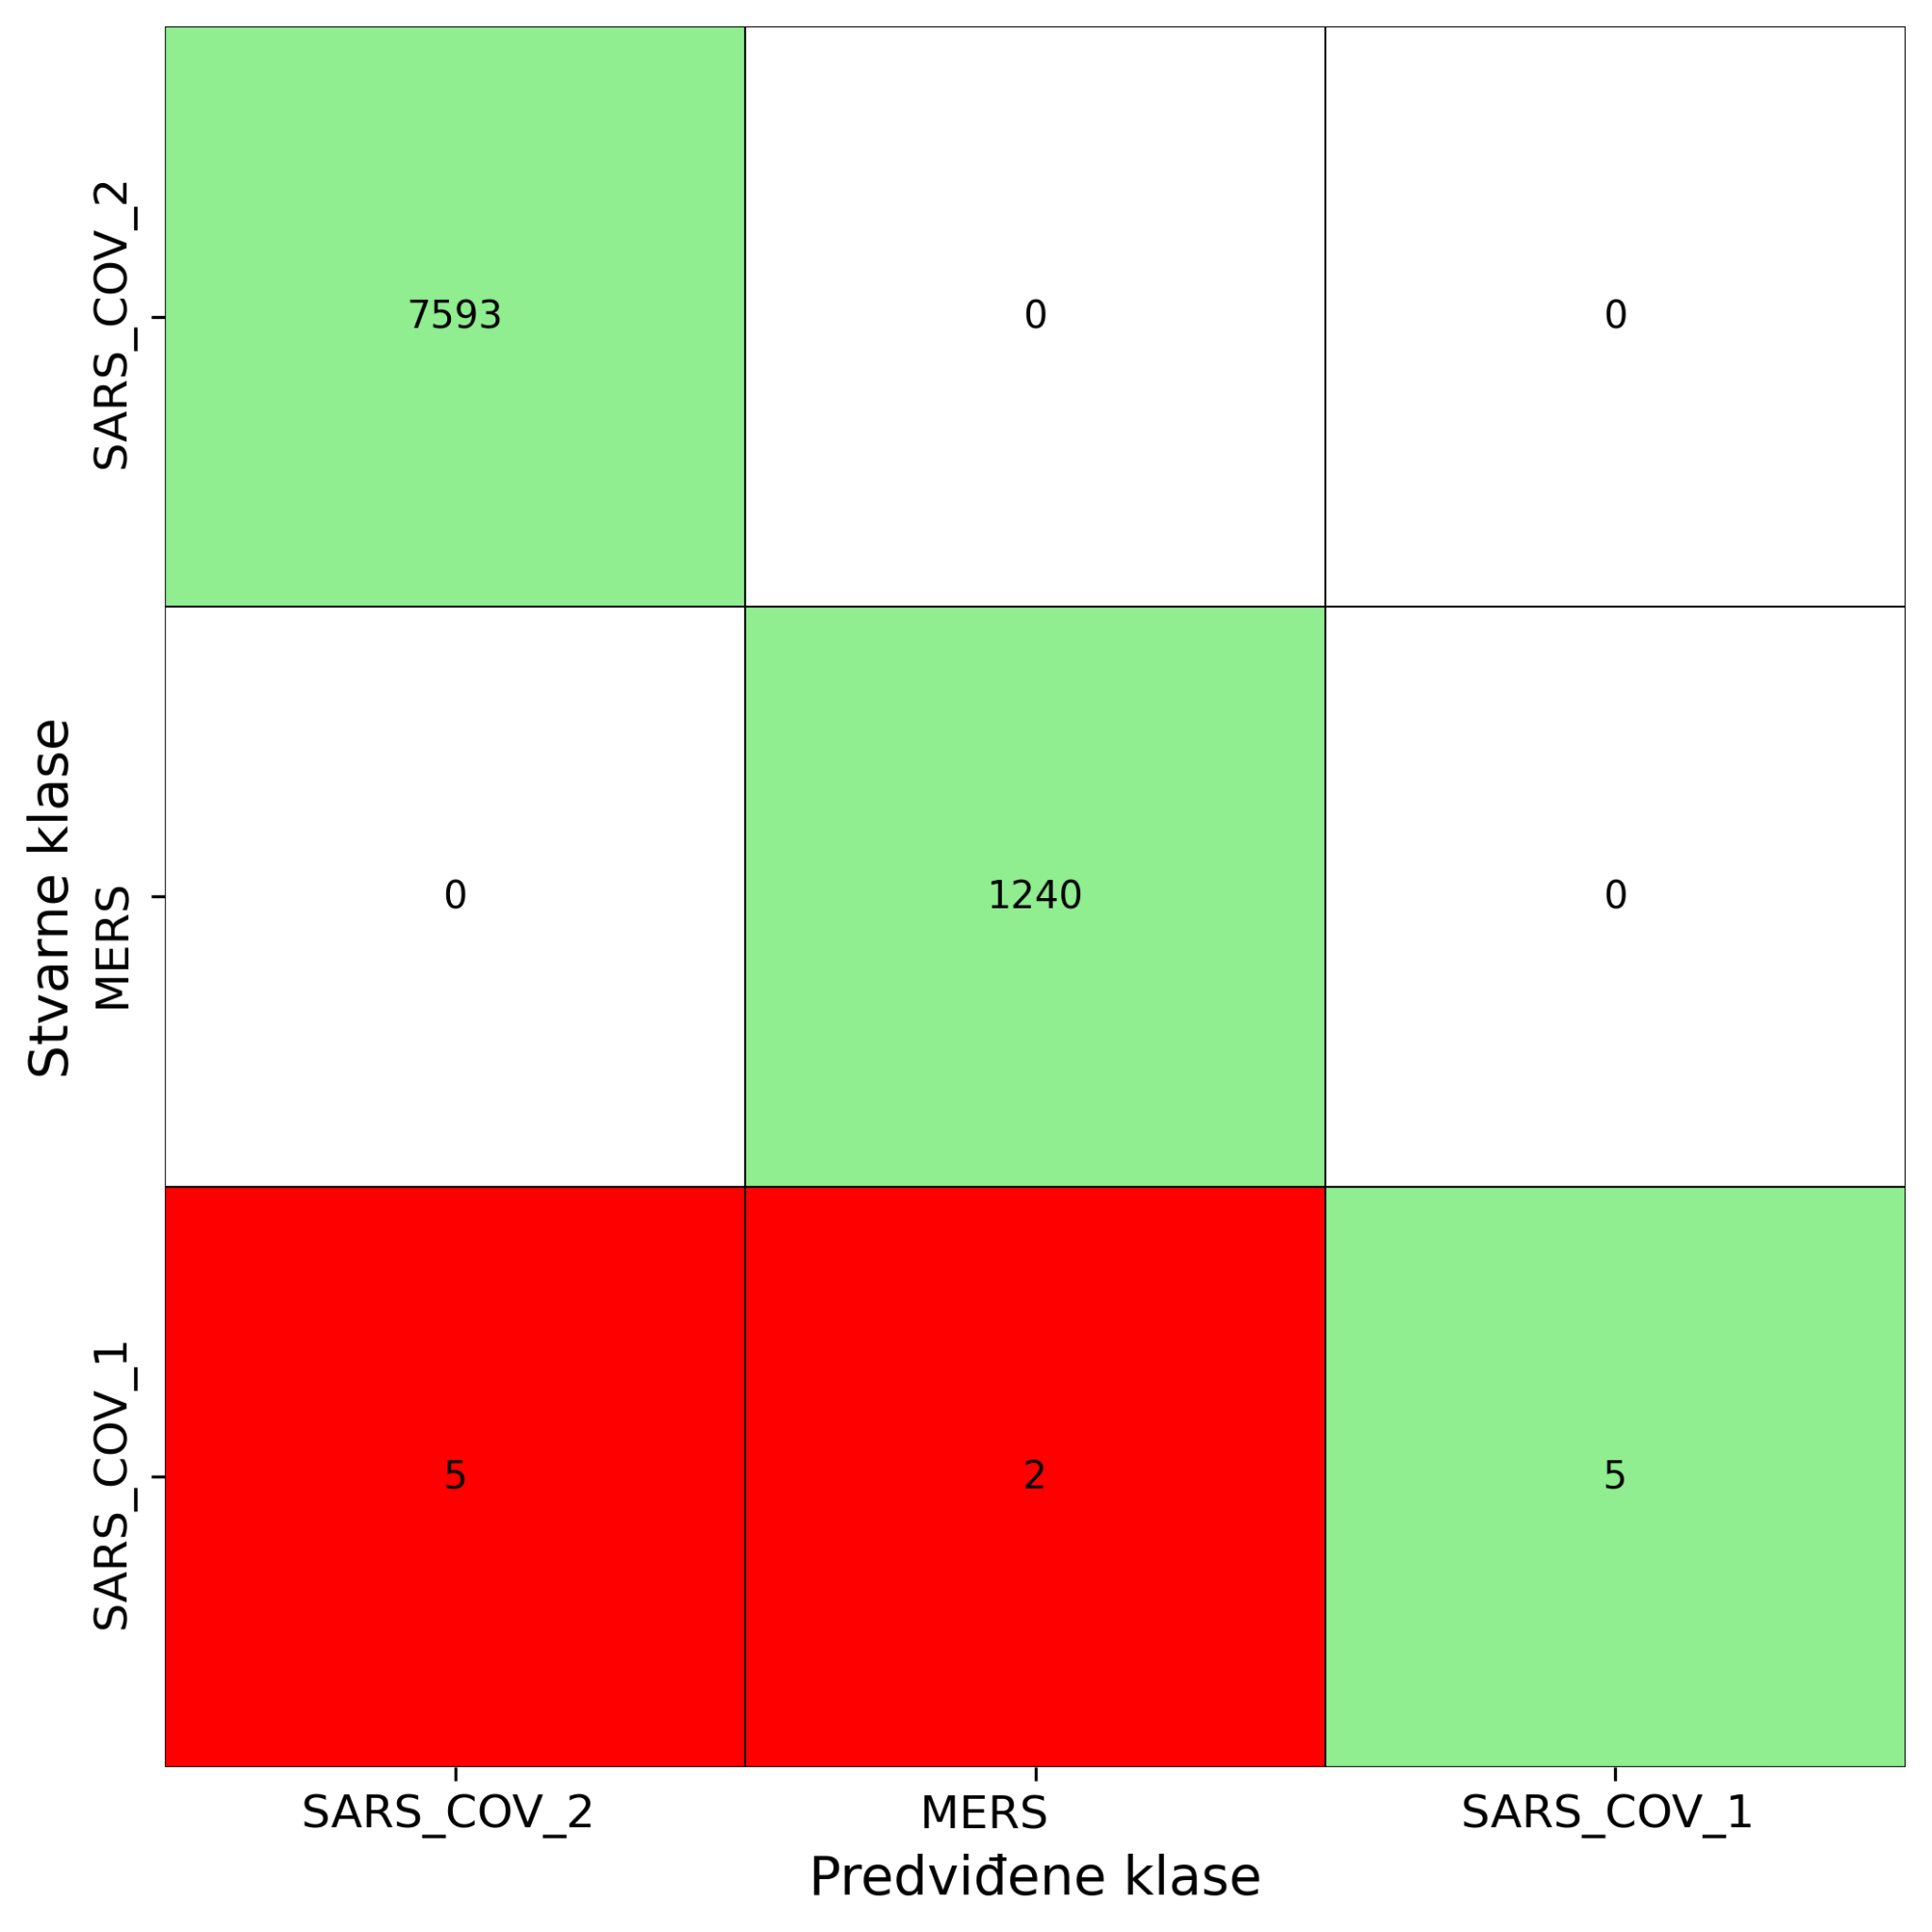 Stvarne klase
SARS_COV_2
7593 0 0
MERS
0 1240 0
SARS_COV_1
5 2 5
SARS_COV_2 MERS SARS_COV_1
Predviđene klase